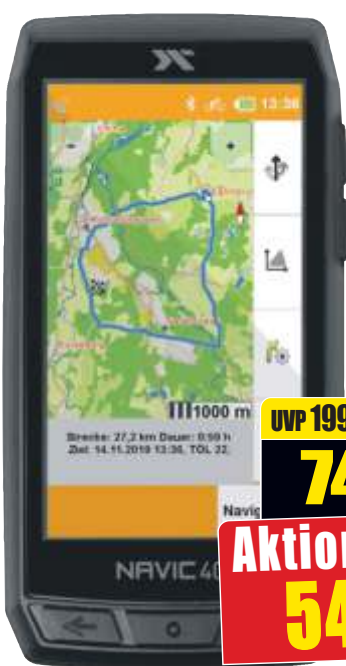 13:36
1000 m
Strecke: 27,2 km Dauer: 0:59 h
Ziel: 14.11.2019 13:36, TÖL 22,
UVP 199
74
Navig
NAVIC 40
Aktion
54